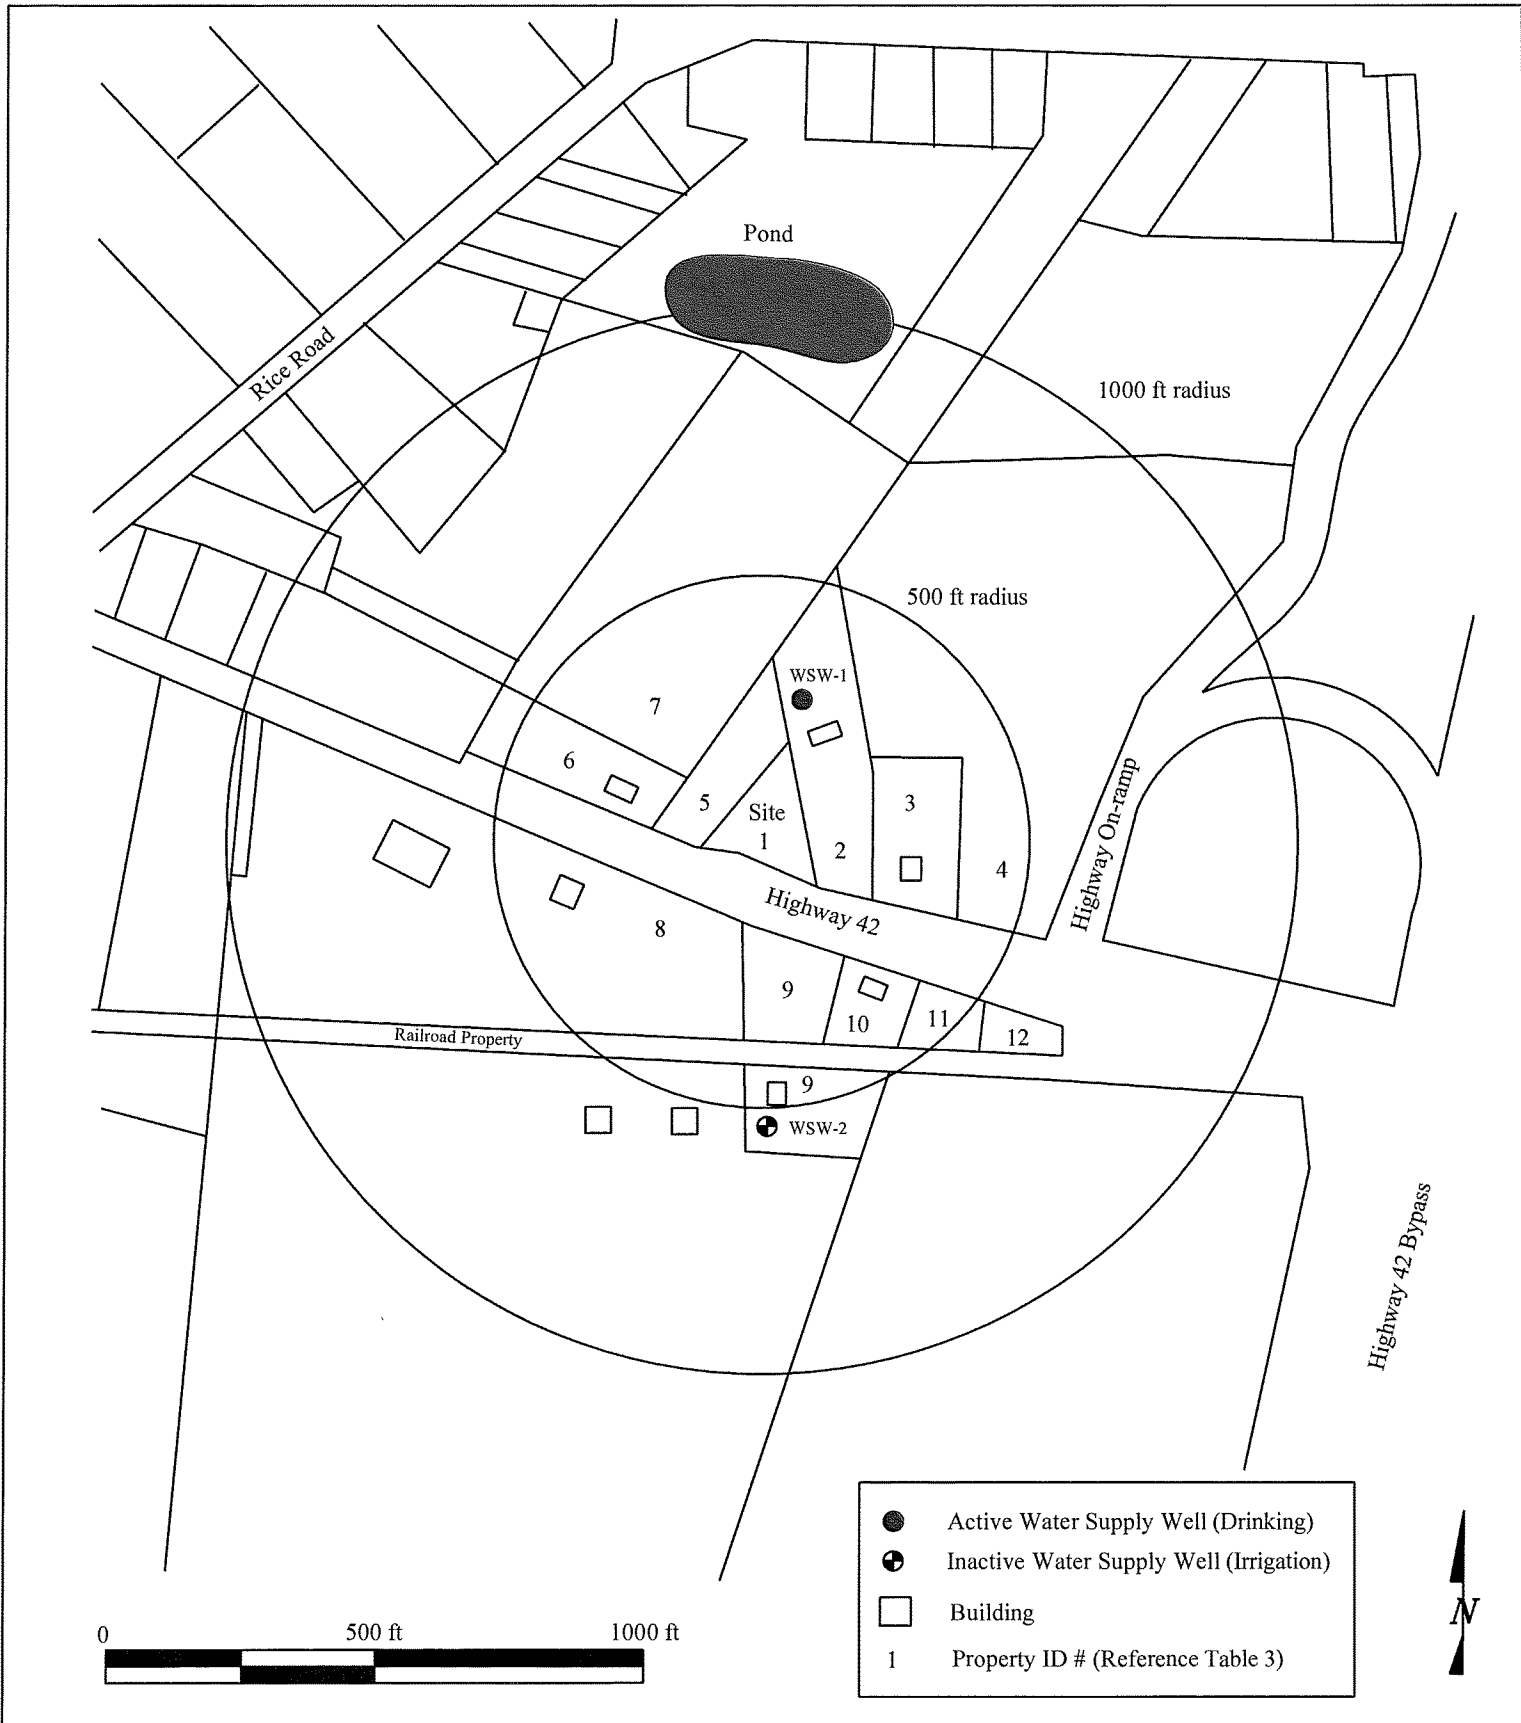 Pond
Rice Road
1000 ft radius
500 ft radius
WSW-1
7
6
5
Site
1
3
2
4
Highway On-ramp
Highway 42
8
9
10
11
12
Railroad Property
9
WSW-2
Highway 42 Bypass
Active Water Supply Well (Drinking)
Inactive Water Supply Well (Irrigation)
Building
1 Property ID # (Reference Table 3)
N
0 500 ft 1000 ft